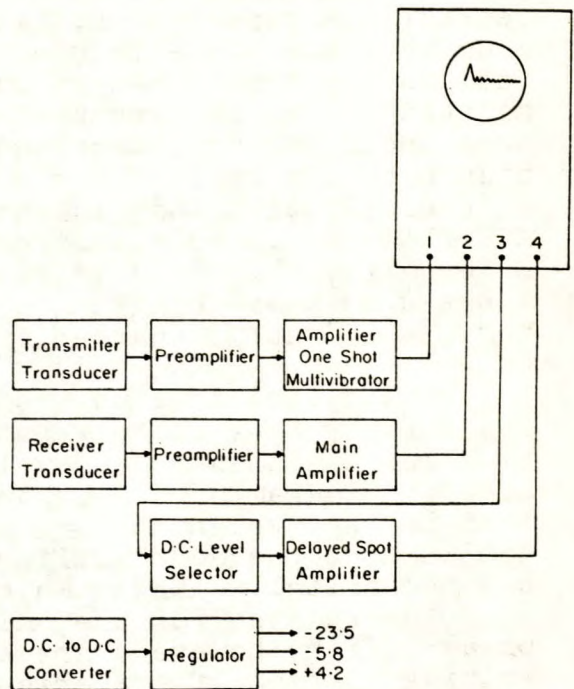 1 2 3 4
Transmitter
Transducer
Preamplifier
Amplifier
One Shot
Multivibrator
Receiver
Transducer
Preamplifier
Main
Amplifier
D·C· Level
Selector
Delayed Spot
Amplifier
D·C· to D·C
Converter
Regulator
-23·5
-5·8
+4·2